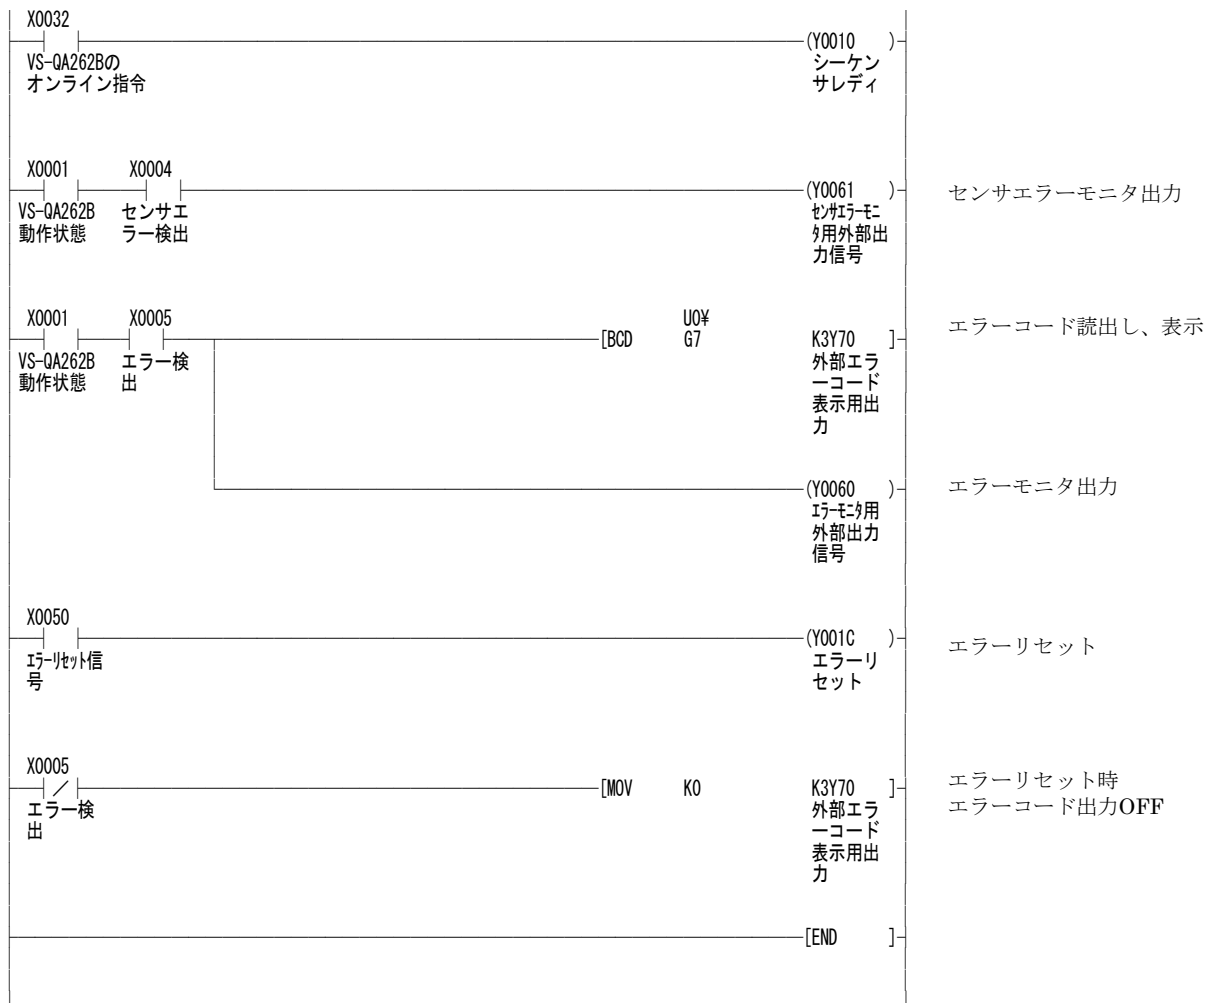 X0032
(Y0010 )
VS-QA262Bの
オンライン指令
シーケン
サレディ
X0001 X0004
(Y0061 )
センサエラーモニタ出力
VS-QA262B
動作状態
センサエ
ラー検出
ｾﾝｻｴﾗｰﾓﾆ
ﾀ用外部出
力信号
X0001 X0005
[BCD U0¥
G7 K3Y70 ]
エラーコード読出し、表示
VS-QA262B
動作状態
エラー検
出
外部エラ
ーコード
表示用出
力
(Y0060 )
エラーモニタ出力
ｴﾗｰﾓﾆﾀ用
外部出力
信号
X0050
(Y001C )
エラーリセット
ｴﾗｰﾘｾｯﾄ信
号
エラーリ
セット
X0005
[MOV K0 K3Y70 ]
エラーリセット時
エラーコード出力OFF
エラー検
出
外部エラ
ーコード
表示用出
力
[END ]